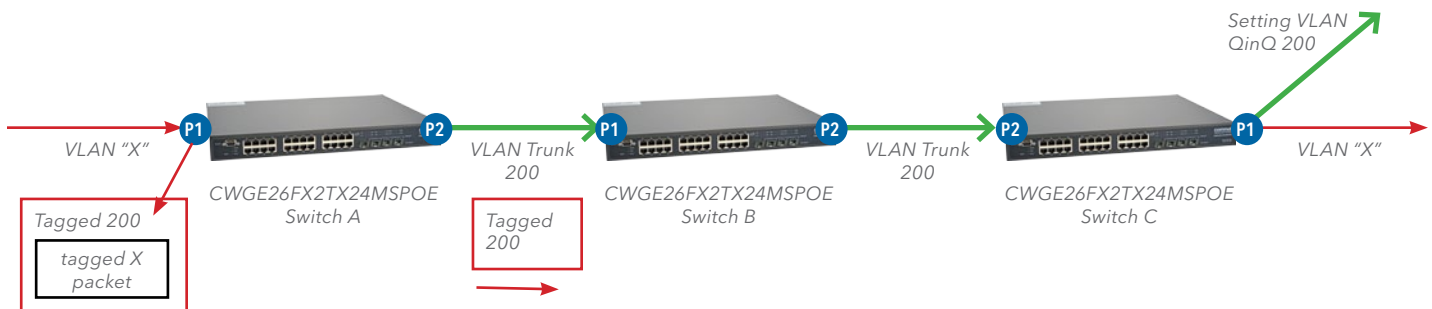 Setting VLAN
QinQ 200
P1
P2
P1
P2
P2
P1
VLAN "X"
VLAN Trunk
200
VLAN Trunk
200
VLAN "X"
CWGE26FX2TX24MSPOE
Switch A
CWGE26FX2TX24MSPOE
Switch B
CWGE26FX2TX24MSPOE
Switch C
Tagged 200
tagged X
packet
Tagged
200